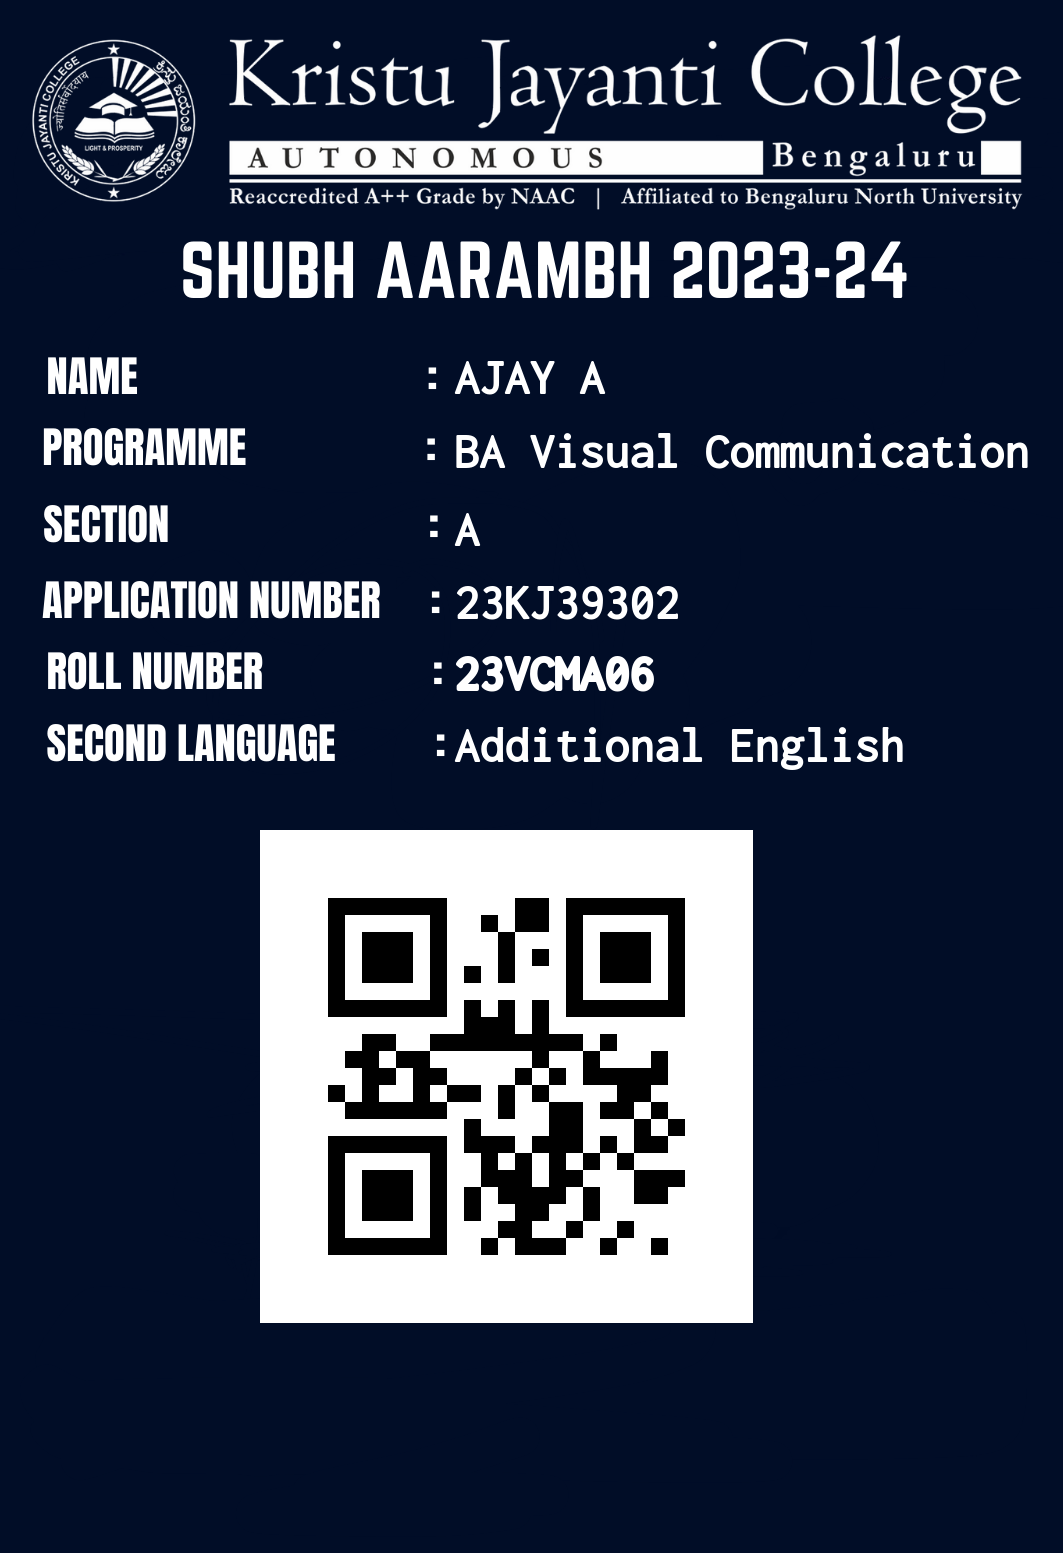 Kristu Jayanti College
AUTONOMOUS Bengaluru
Reaccredited A++ Grade by NAAC | Affiliated to Bengaluru North University
KRISTU JAYANTI COLLEGE
LIGHT & PROSPERITY
SHUBH AARAMBH 2023-24
NAME : AJAY A
PROGRAMME : BA Visual Communication
SECTION : A
APPLICATION NUMBER : 23KJ39302
ROLL NUMBER : 23VCMA06
SECOND LANGUAGE : Additional English